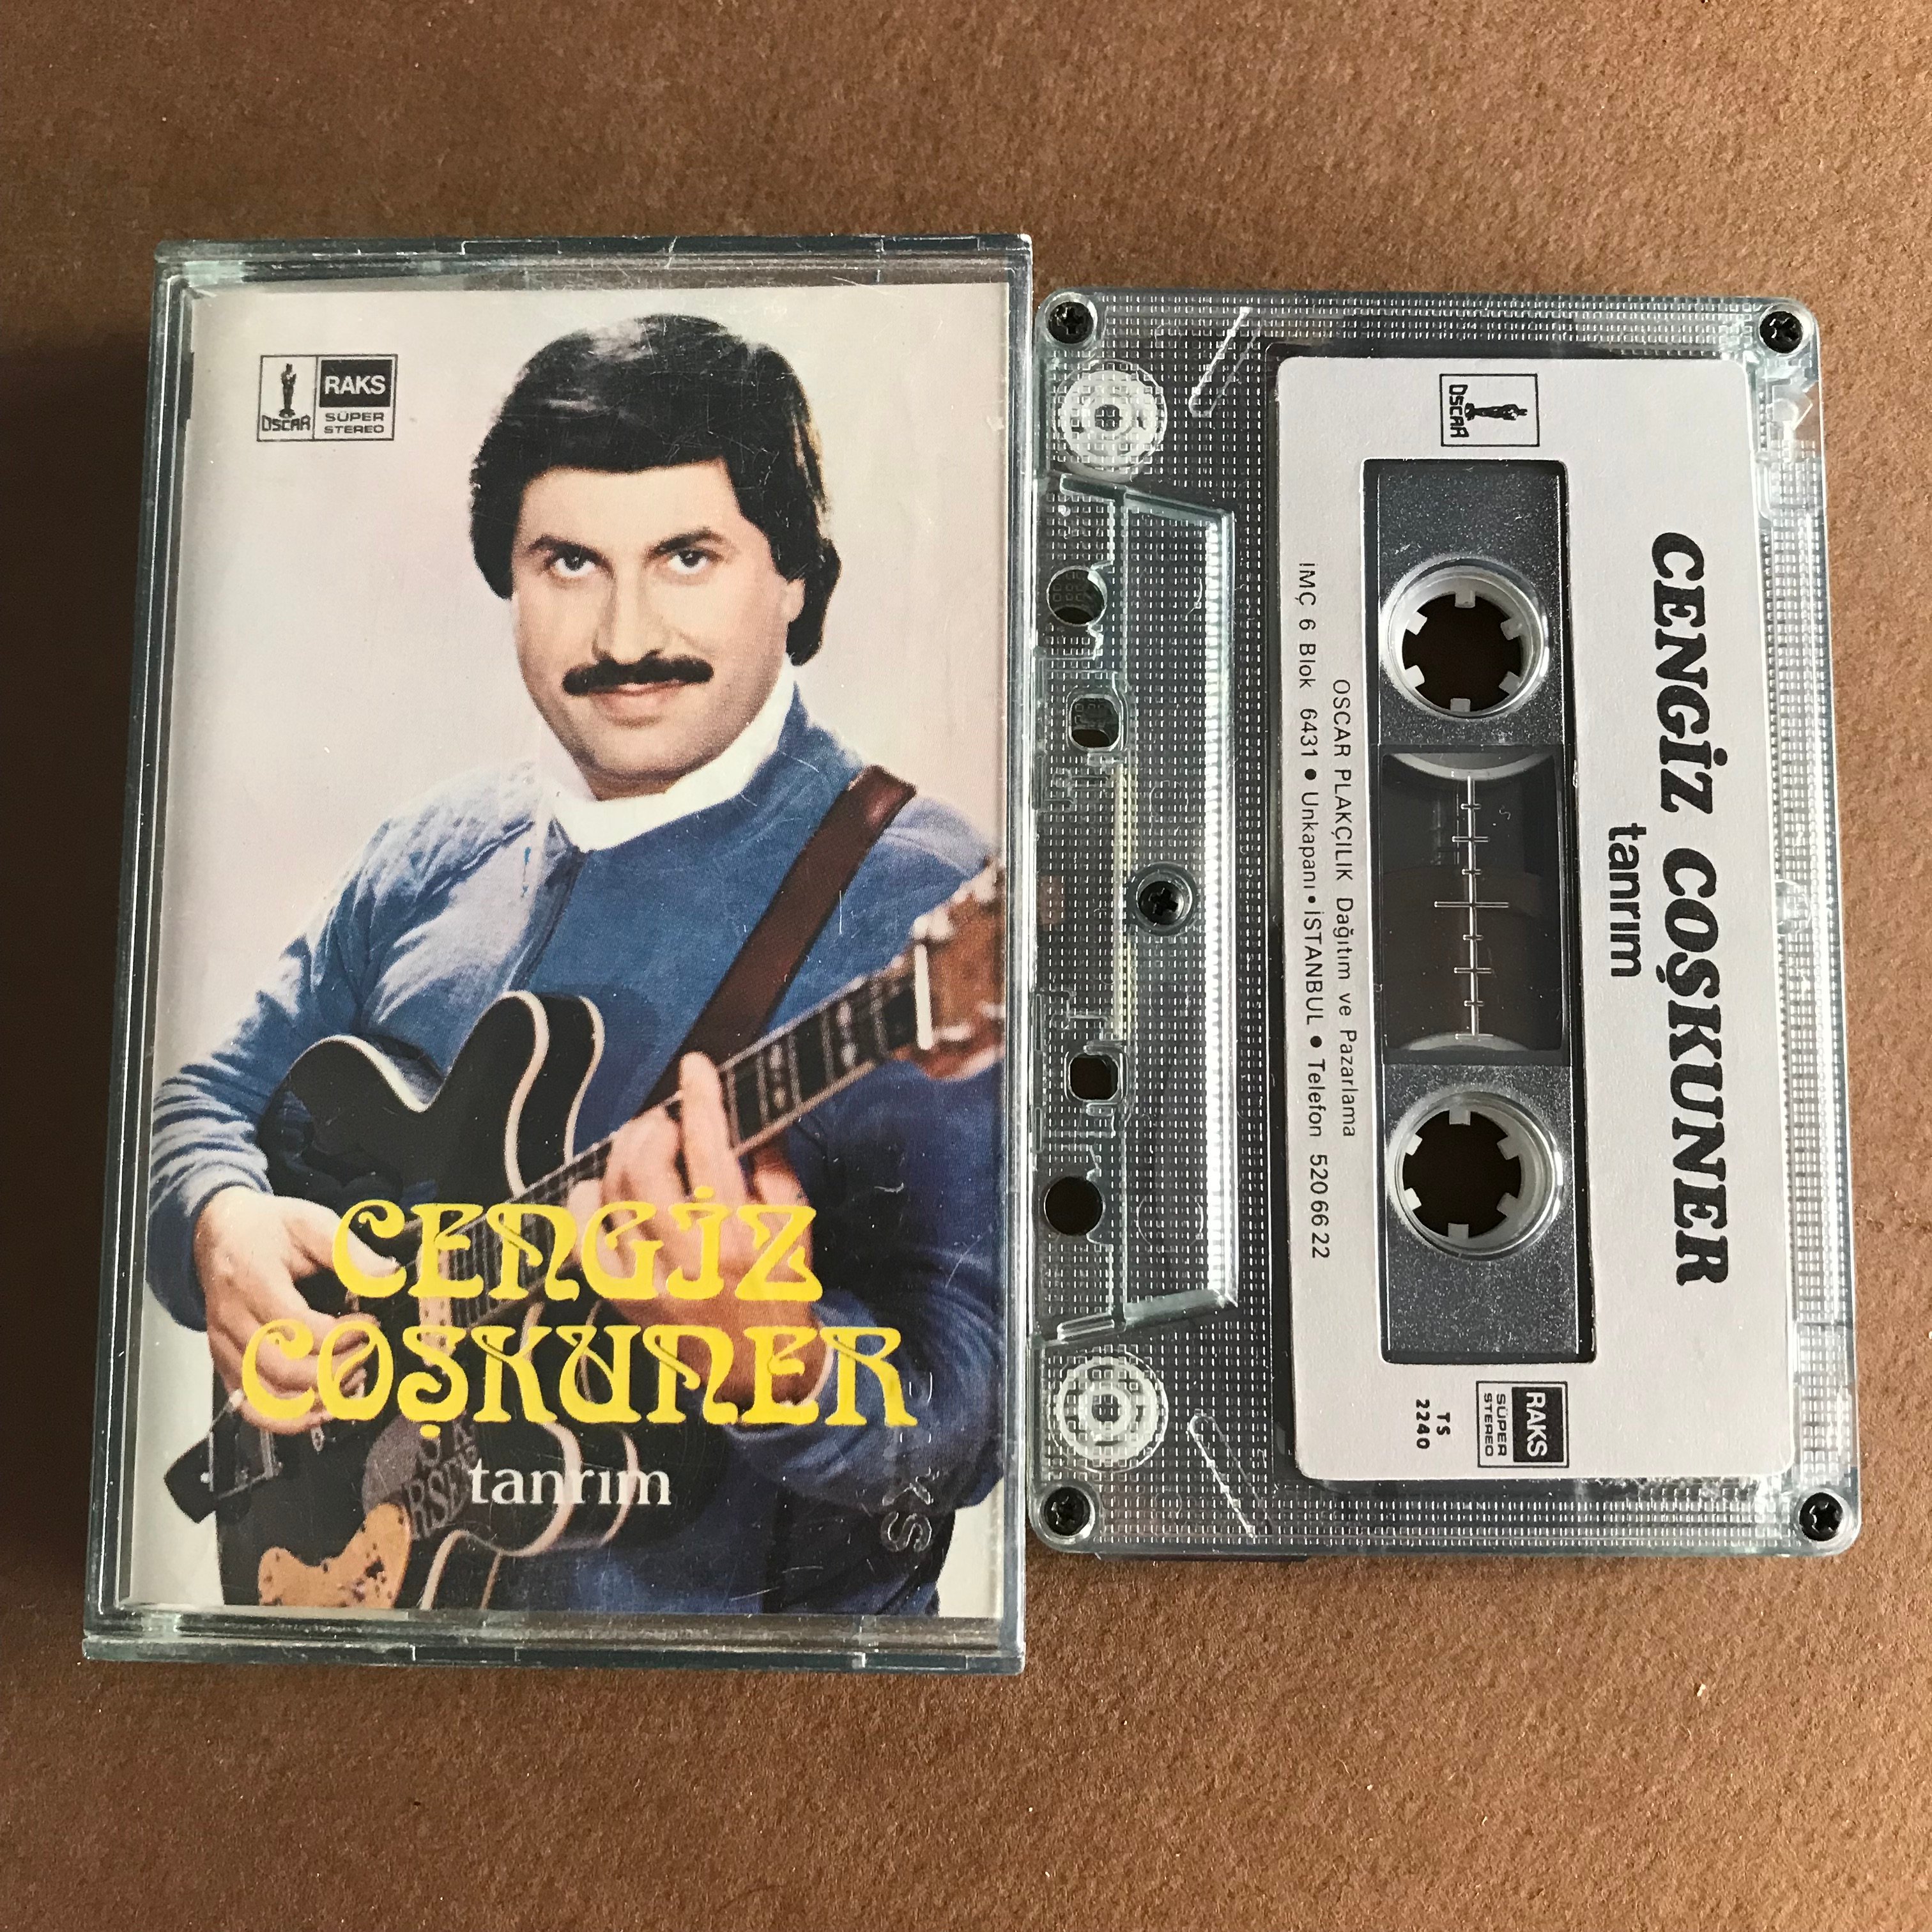 OSCAR
RAKS
SÜPER
STEREO
CENGİZ
COŞKUNER
tanrım
OSCAR
CENGİZ COŞKUNER
tanrım
OSCAR PLAKÇILIK Dağıtım ve Pazarlama
İMÇ 6 Blok 6431 • Unkapanı • İSTANBUL • Telefon 520 66 22
RAKS
SÜPER
STEREO
TS
2240